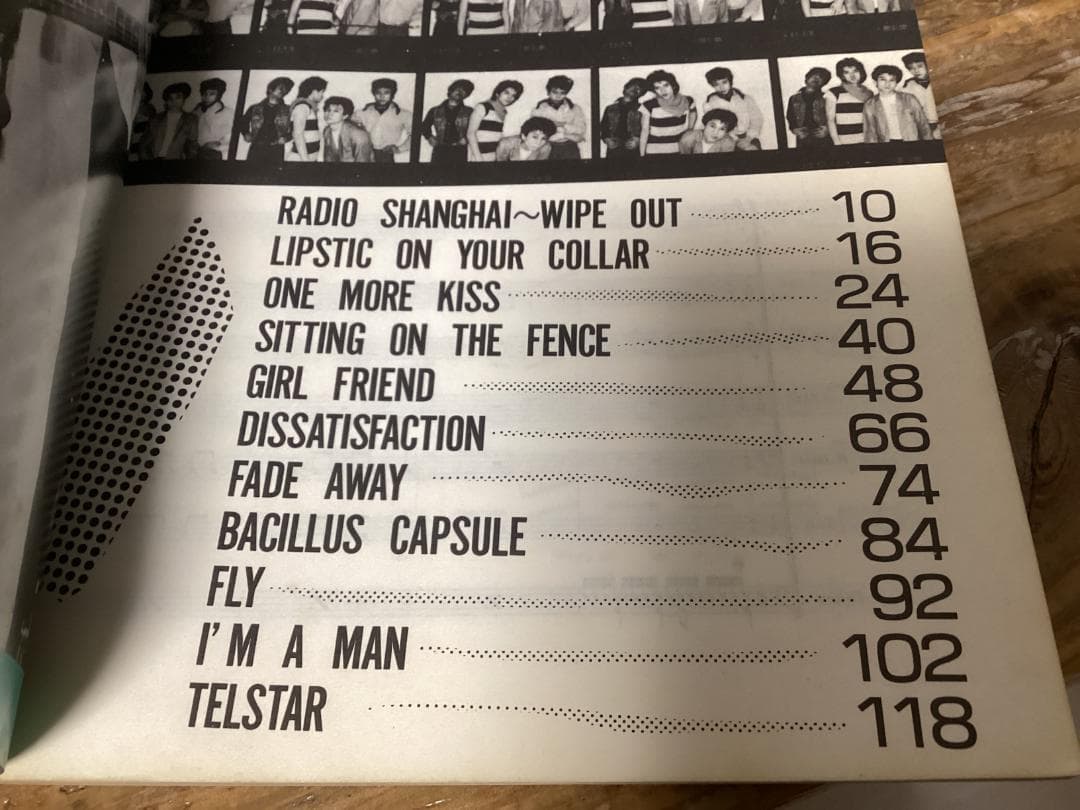 RADIO SHANGHAI~WIPE OUT 10
LIPSTIC ON YOUR COLLAR 16
ONE MORE KISS 24
SITTING ON THE FENCE 40
GIRL FRIEND 48
DISSATISFACTION 66
FADE AWAY 74
BACILLUS CAPSULE 84
FLY 92
I'M A MAN 102
TELSTAR 118